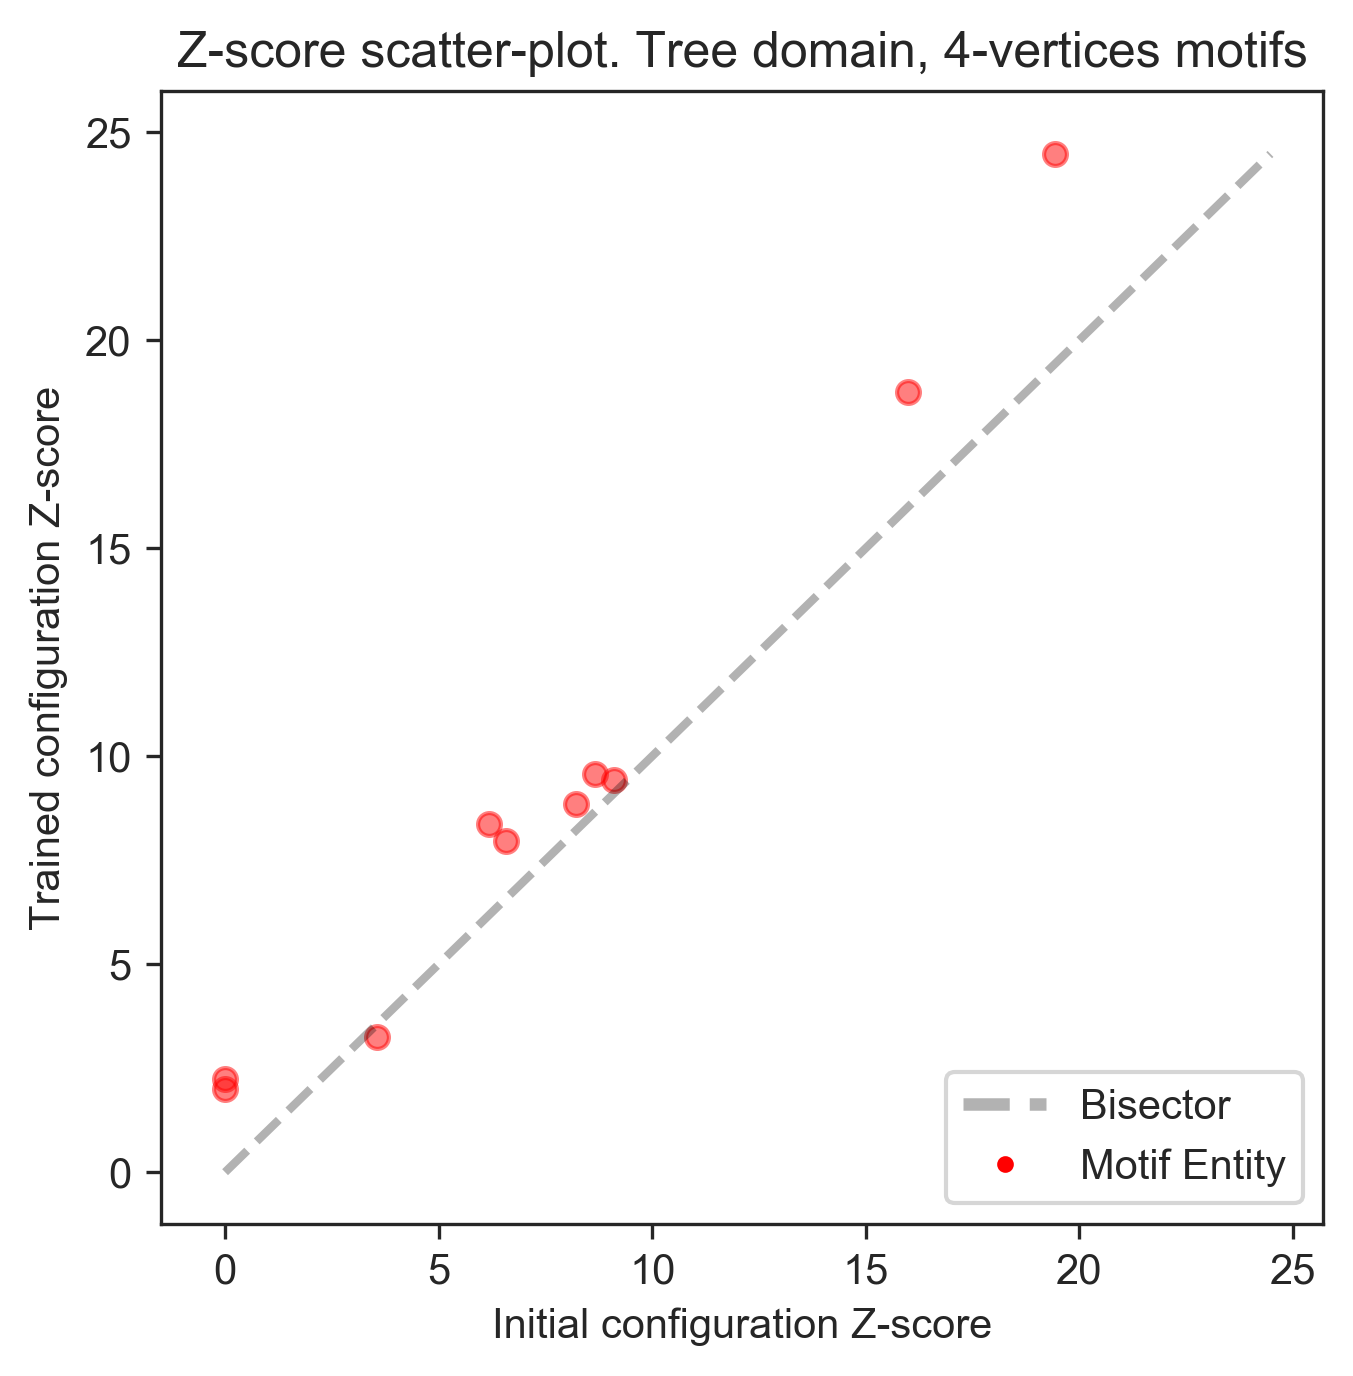 Z-score scatter-plot. Tree domain, 4-vertices motifs
25
20
15
10
5
0
Trained configuration Z-score
Bisector
Motif Entity
0 5 10 15 20 25
Initial configuration Z-score